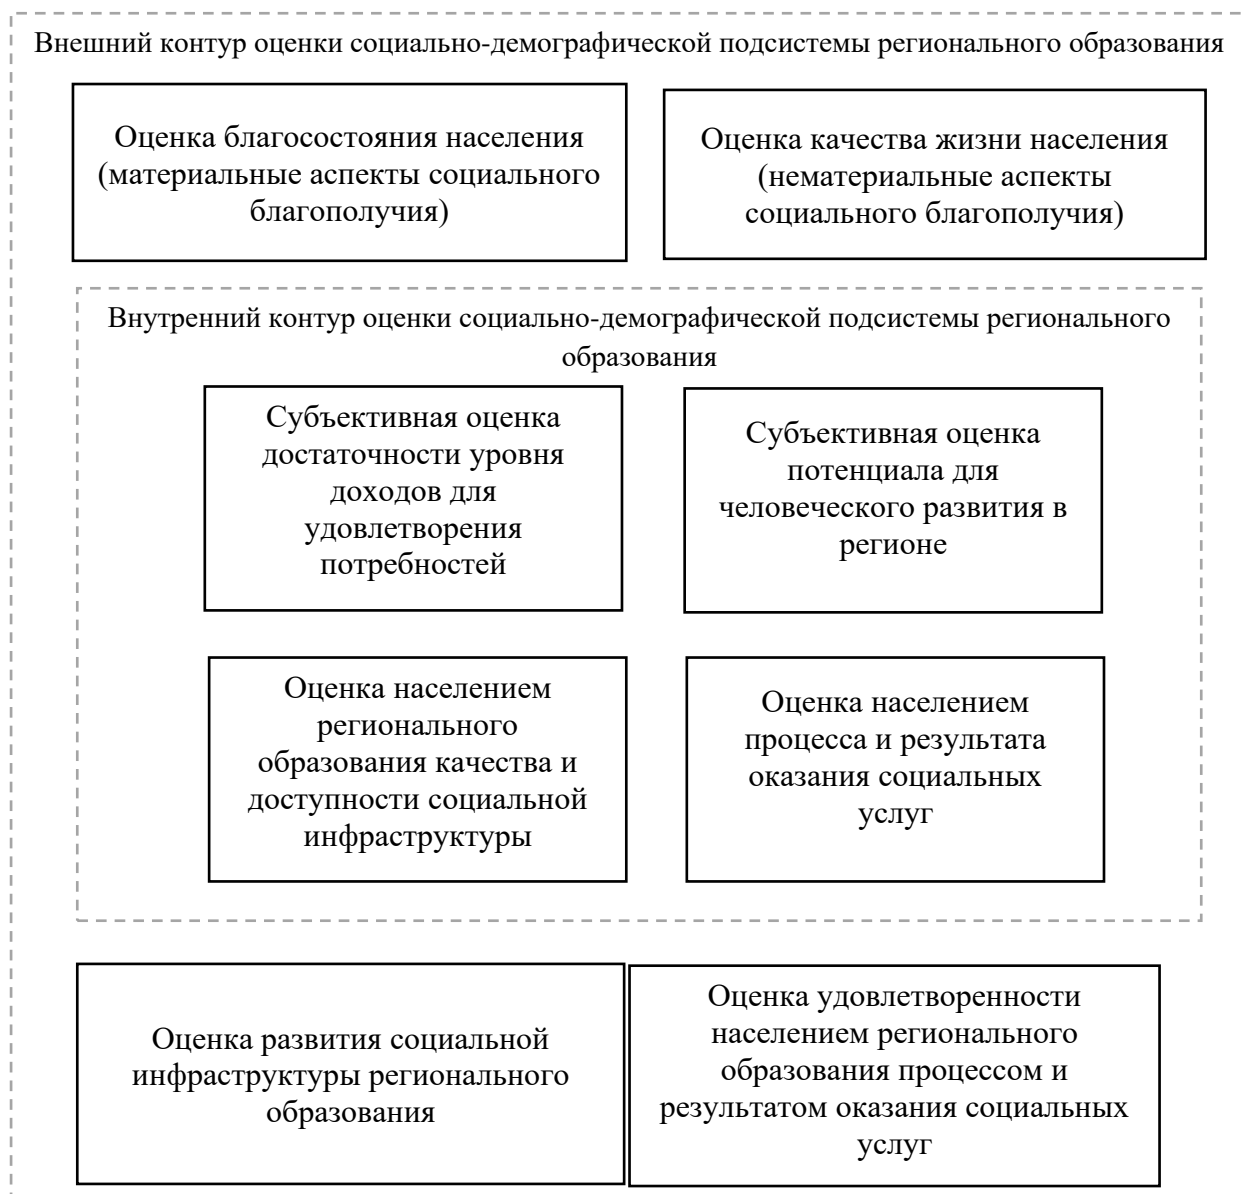 Внешний контур оценки социально-демографической подсистемы регионального образования
Оценка благосостояния населения
(материальные аспекты социального
благополучия)
Оценка качества жизни населения
(нематериальные аспекты
социального благополучия)
Внутренний контур оценки социально-демографической подсистемы регионального
образования
Субъективная оценка
достаточности уровня
доходов для
удовлетворения
потребностей
Субъективная оценка
потенциала для
человеческого развития в
регионе
Оценка населением
регионального
образования качества и
доступности социальной
инфраструктуры
Оценка населением
процесса и результата
оказания социальных
услуг
Оценка развития социальной
инфраструктуры регионального
образования
Оценка удовлетворенности
населением регионального
образования процессом и
результатом оказания социальных
услуг